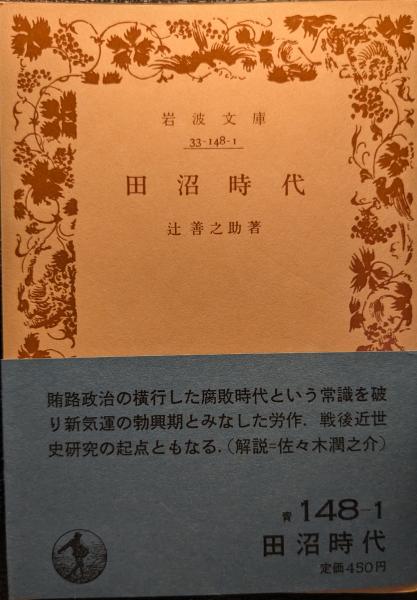 岩波文庫
33-148-1
田沼時代
辻善之助著
賄路政治の横行した腐敗時代という常識を破
り新気運の勃興期とみなした労作．戦後近世
史研究の起点ともなる．(解説=佐々木潤之介)
青 148-1
田沼時代
定価450円